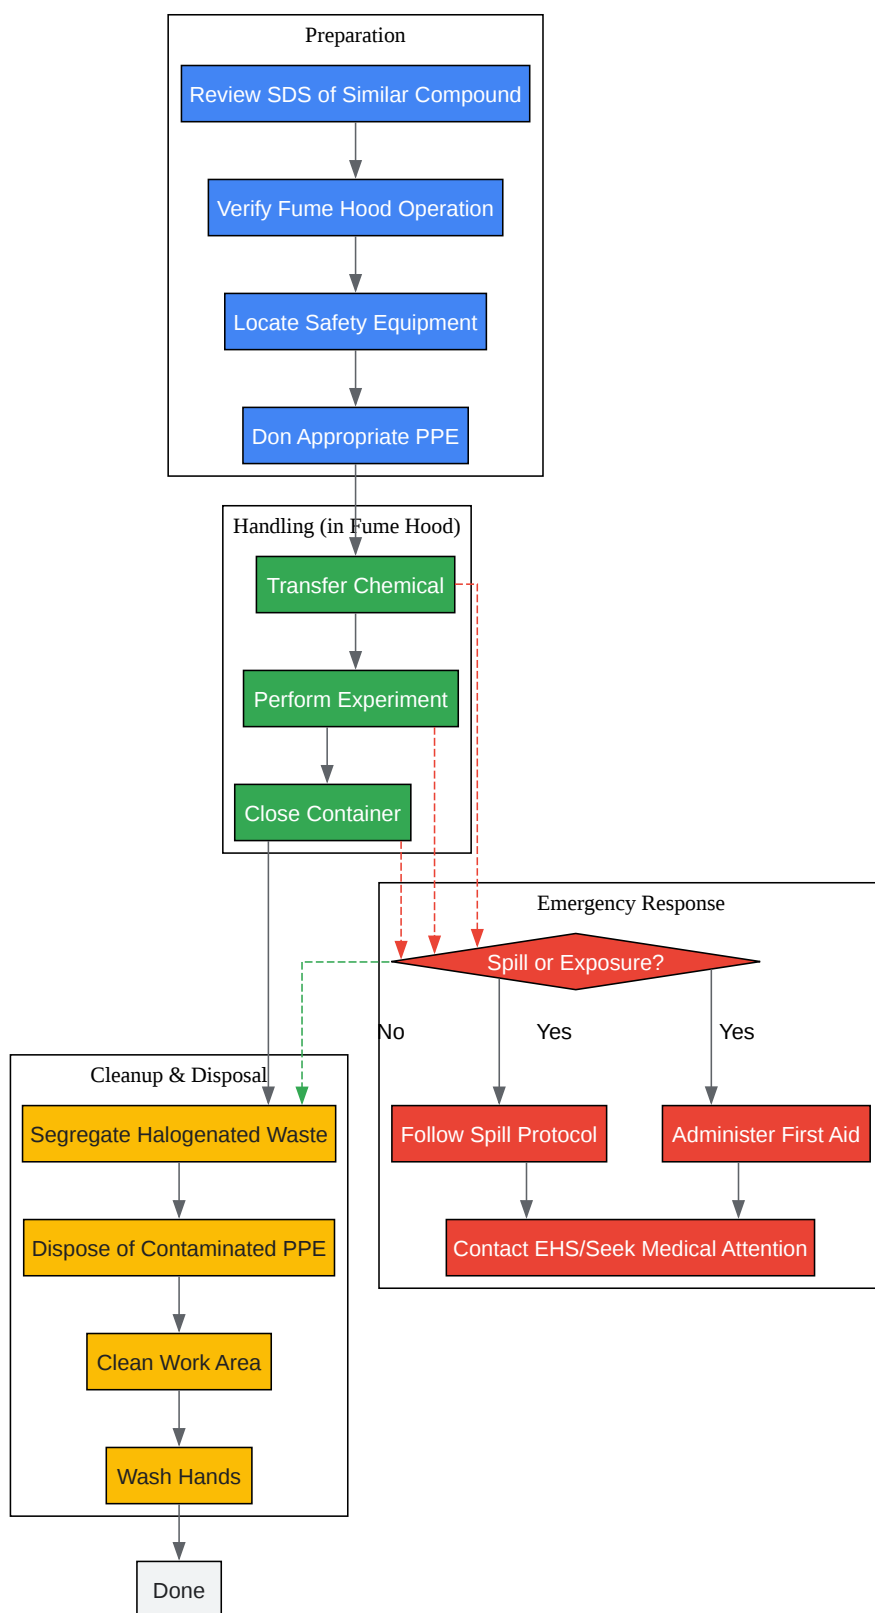 Preparation
Review SDS of Similar Compound
Verify Fume Hood Operation
Locate Safety Equipment
Don Appropriate PPE
Handling (in Fume Hood)
Transfer Chemical
Perform Experiment
Close Container
Emergency Response
Spill or Exposure?
No
Yes
Yes
Cleanup & Disposal
Segregate Halogenated Waste
Follow Spill Protocol
Administer First Aid
Dispose of Contaminated PPE
Contact EHS/Seek Medical Attention
Clean Work Area
Wash Hands
Done